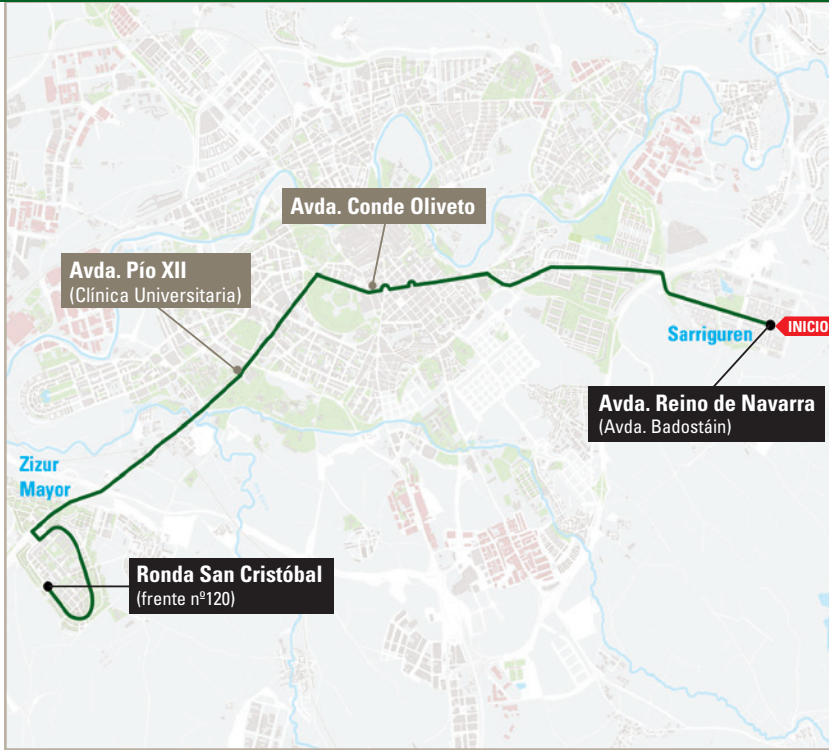 Avda. Conde Oliveto
Avda. Pío XII
(Clínica Universitaria)
Sarriguren
INICIO
Avda. Reino de Navarra
(Avda. Badostáin)
Zizur
Mayor
Ronda San Cristóbal
(frente nº120)